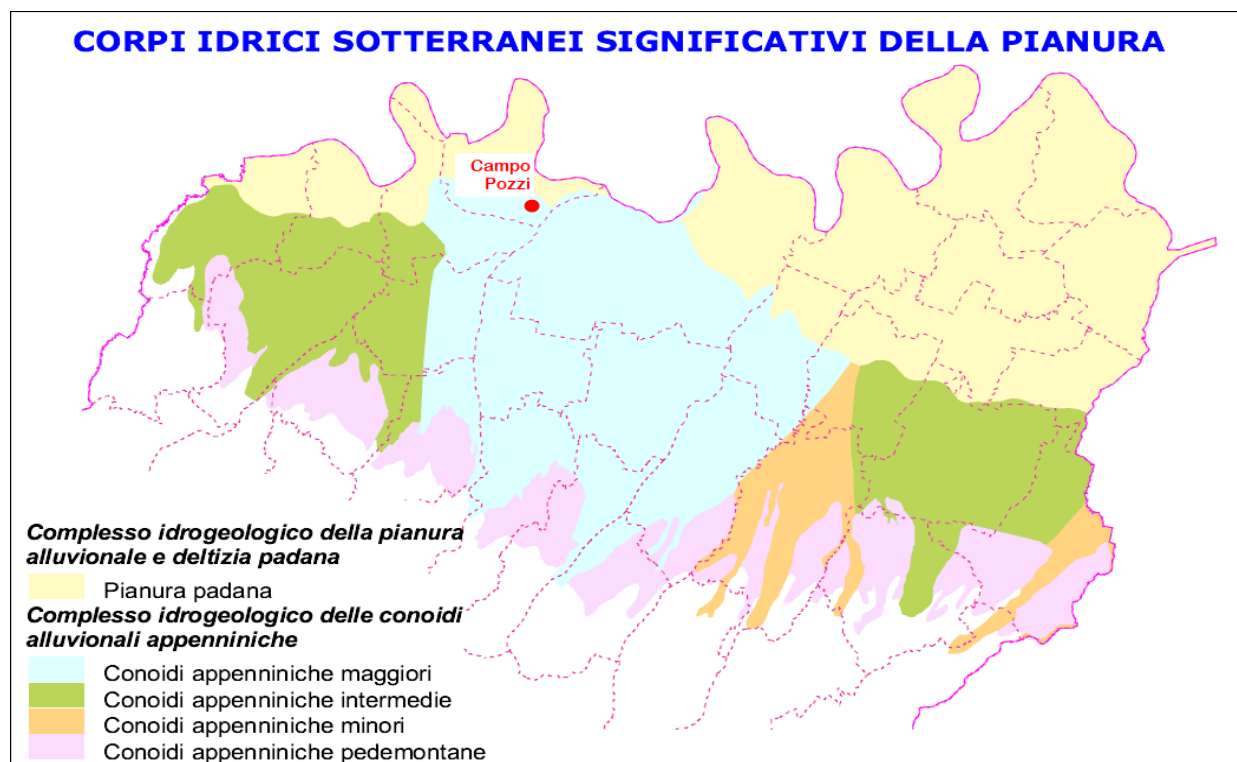 CORPI IDRICI SOTTERRANEI SIGNIFICATIVI DELLA PIANURA
Campo
Pozzi
Complesso idrogeologico della pianura
alluvionale e deltizia padana
Pianura padana
Complesso idrogeologico delle conoidi
alluvionali appenniniche
Conoidi appenniniche maggiori
Conoidi appenniniche intermedie
Conoidi appenniniche minori
Conoidi appenniniche pedemontane